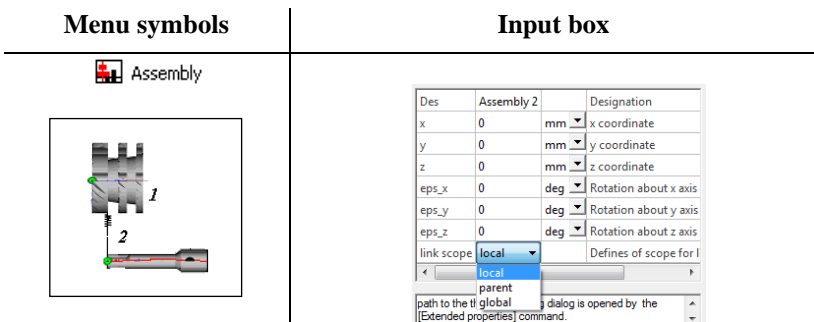 Menu symbols Input box
Assembly
1
2
Des Assembly 2 Designation
x 0 mm x coordinate
y 0 mm y coordinate
z 0 mm z coordinate
eps_x 0 deg Rotation about x axis
eps_y 0 deg Rotation about y axis
eps_z 0 deg Rotation about z axis
link scope local Defines of scope for
local
parent
global
path to the dialog is opened by the
[Extended properties] command.